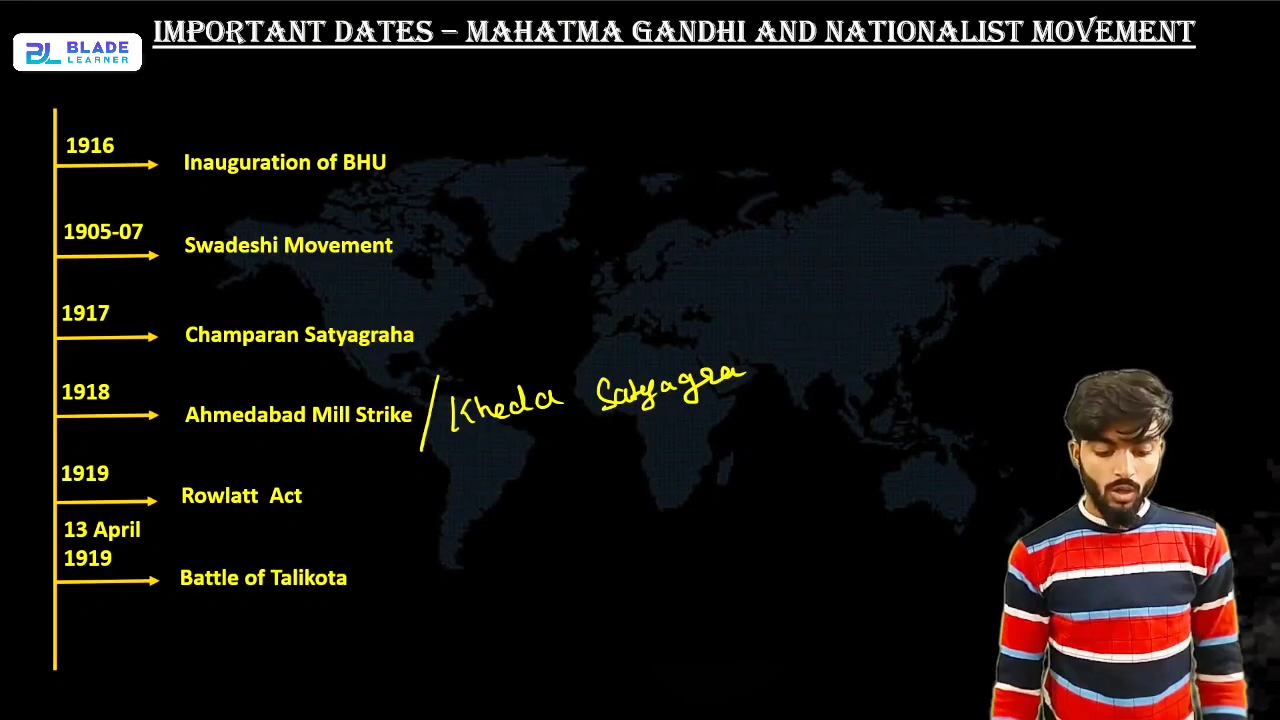 IMPORTANT DATES – MAHATMA GANDHI AND NATIONALIST MOVEMENT
BLADE
LEARNER
1916
Inauguration of BHU
1905-07
Swadeshi Movement
1917
Champaran Satyagraha
1918
Ahmedabad Mill Strike / Kheda Satyagra
1919
Rowlatt Act
13 April
1919
Battle of Talikota